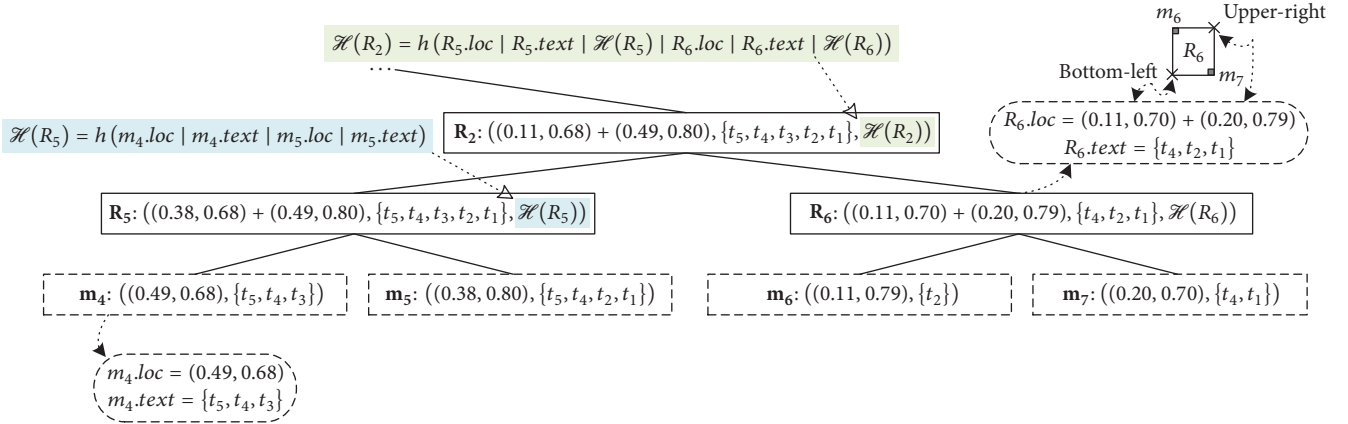 m₆
Upper-right
ℋ(R₂) = h(R₅.loc | R₅.text | ℋ(R₅) | R₆.loc | R₆.text | ℋ(R₆))
R₆
...
Bottom-left
m₇
ℋ(R₅) = h(m₄.loc | m₄.text | m₅.loc | m₅.text)
R₂: ((0.11, 0.68) + (0.49, 0.80), {t₅, t₄, t₃, t₂, t₁}, ℋ(R₂))
R₆.loc = (0.11, 0.70) + (0.20, 0.79)
R₆.text = {t₄, t₂, t₁}
R₅: ((0.38, 0.68) + (0.49, 0.80), {t₅, t₄, t₃, t₂, t₁}, ℋ(R₅))
R₆: ((0.11, 0.70) + (0.20, 0.79), {t₄, t₂, t₁}, ℋ(R₆))
m₄: ((0.49, 0.68), {t₅, t₄, t₃})
m₅: ((0.38, 0.80), {t₅, t₄, t₂, t₁})
m₆: ((0.11, 0.79), {t₂})
m₇: ((0.20, 0.70), {t₄, t₁})
m₄.loc = (0.49, 0.68)
m₄.text = {t₅, t₄, t₃}